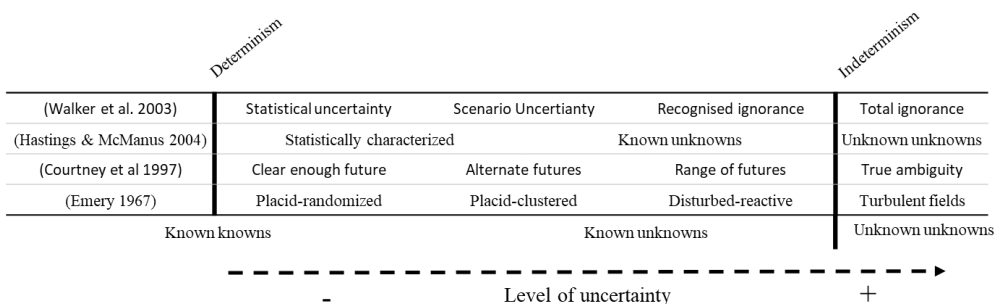 Determinism
Indeterminism
(Walker et al. 2003) Statistical uncertainty Scenario Uncertianty Recognised ignorance Total ignorance
(Hastings & McManus 2004) Statistically characterized Known unknowns Unknown unknowns
(Courtney et al 1997) Clear enough future Alternate futures Range of futures True ambiguity
(Emery 1967) Placid-randomized Placid-clustered Disturbed-reactive Turbulent fields
Known knowns Known unknowns Unknown unknowns
- Level of uncertainty +